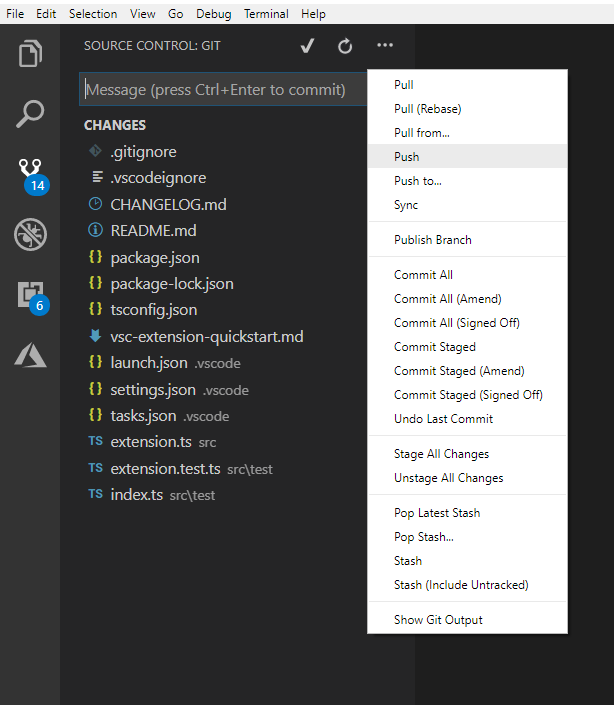 File Edit Selection View Go Debug Terminal Help
SOURCE CONTROL: GIT
Message (press Ctrl+Enter to commit)
CHANGES
.gitignore
.vscodeignore
CHANGELOG.md
README.md
{} package.json
{} package-lock.json
{} tsconfig.json
vsc-extension-quickstart.md
{} launch.json .vscode
{} settings.json .vscode
{} tasks.json .vscode
TS extension.ts src
TS extension.test.ts src\test
TS index.ts src\test
14
6
Pull
Pull (Rebase)
Pull from...
Push
Push to...
Sync
Publish Branch
Commit All
Commit All (Amend)
Commit All (Signed Off)
Commit Staged
Commit Staged (Amend)
Commit Staged (Signed Off)
Undo Last Commit
Stage All Changes
Unstage All Changes
Pop Latest Stash
Pop Stash...
Stash
Stash (Include Untracked)
Show Git Output